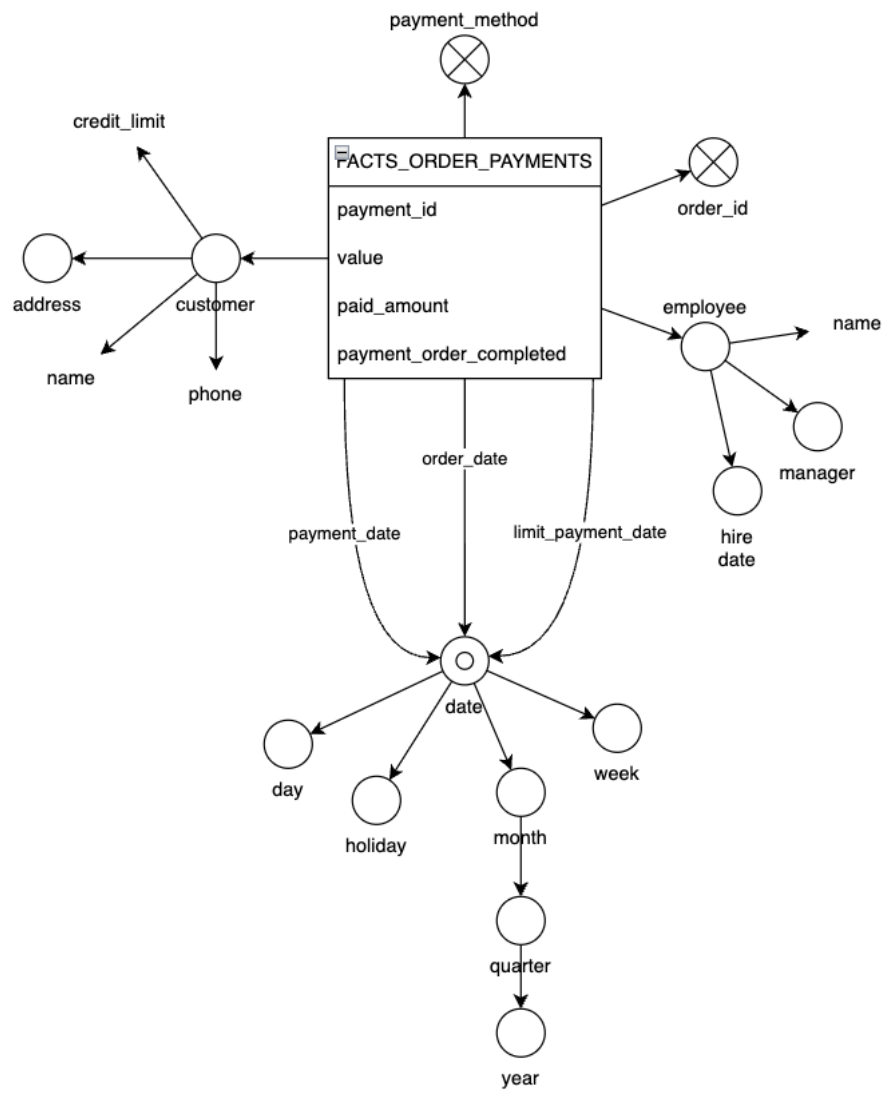 payment_method
credit_limit
FACTS_ORDER_PAYMENTS
order_id
payment_id
value
paid_amount
payment_order_completed
address
customer
name
phone
employee
name
manager
hire
date
order_date
payment_date
limit_payment_date
date
day
holiday
month
week
quarter
year